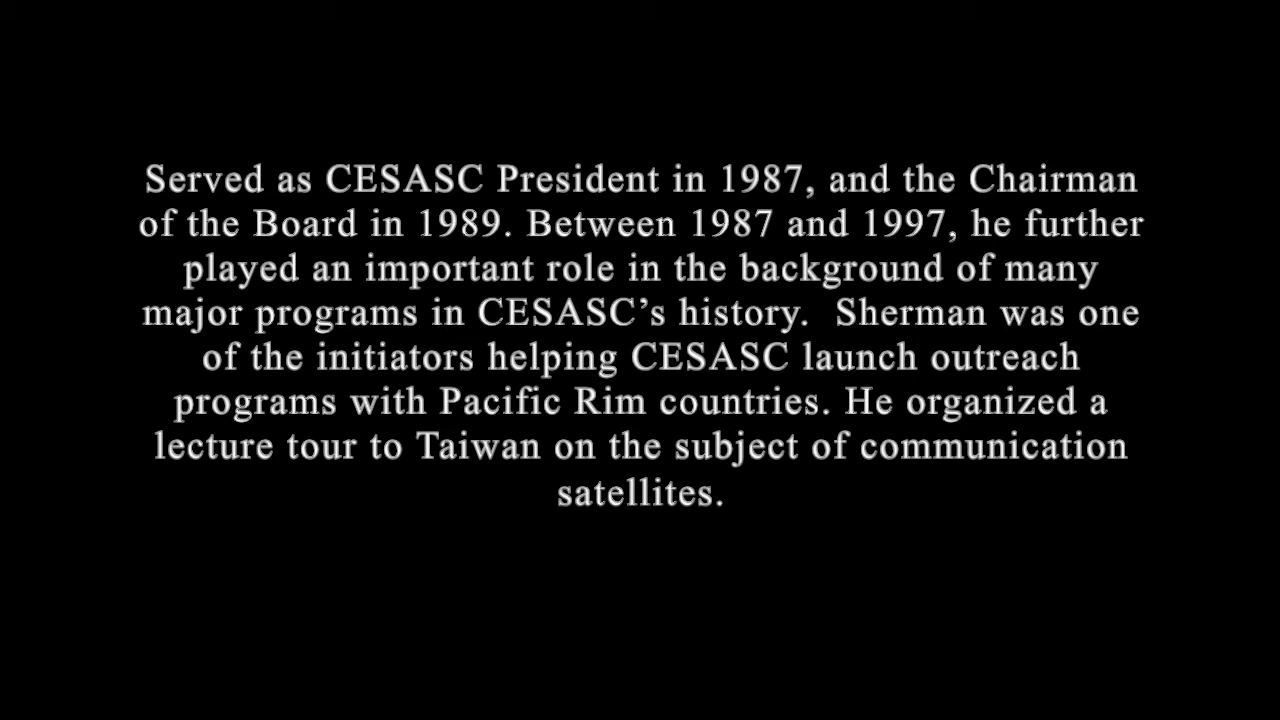 Served as CESASC President in 1987, and the Chairman
of the Board in 1989. Between 1987 and 1997, he further
played an important role in the background of many
major programs in CESASC’s history.  Sherman was one
of the initiators helping CESASC launch outreach
programs with Pacific Rim countries. He organized a
lecture tour to Taiwan on the subject of communication
satellites.